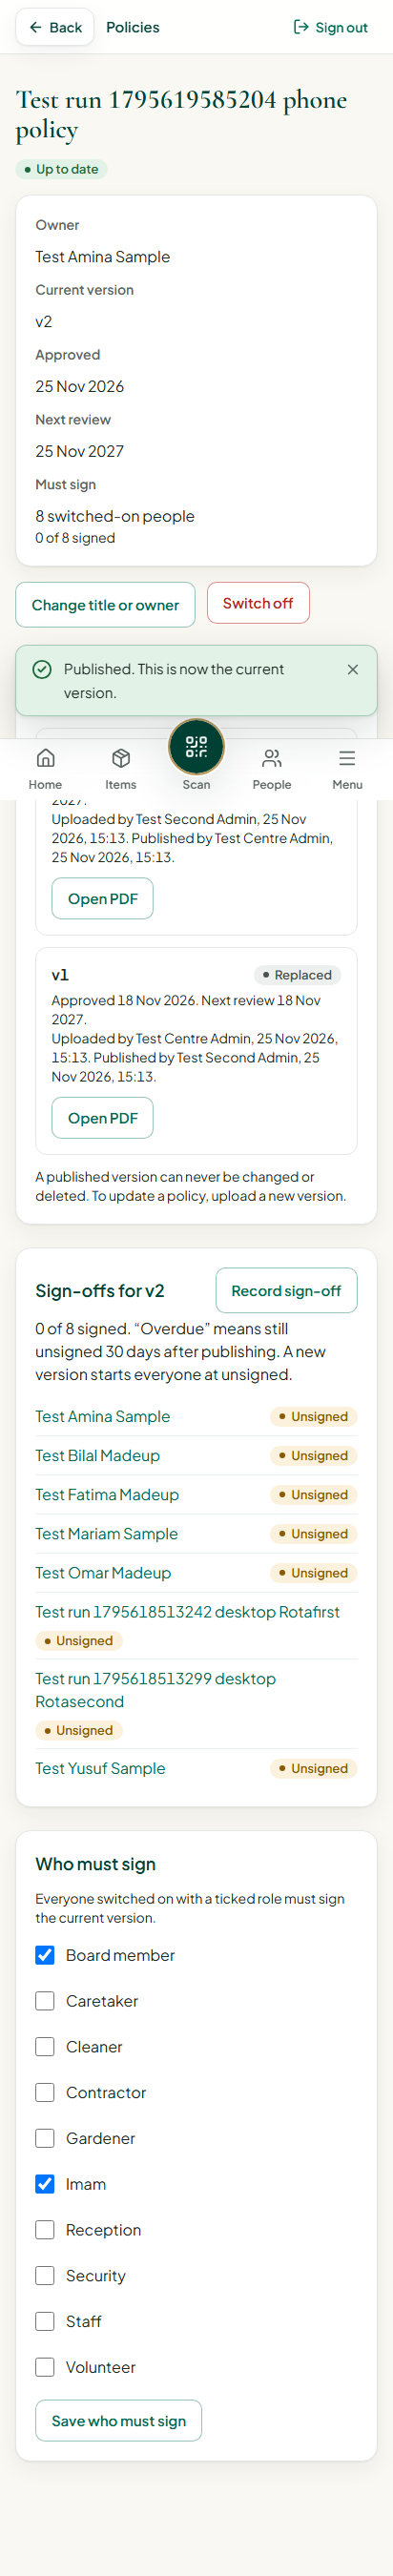 Back
Policies
Sign out
Test run 1795619585204 phone
policy
Up to date
Owner
Test Amina Sample
Current version
v2
Approved
25 Nov 2026
Next review
25 Nov 2027
Must sign
8 switched-on people
0 of 8 signed
Change title or owner
Switch off
Published. This is now the current
version.
Home
Items
Scan
People
Menu
2027.
Uploaded by Test Second Admin, 25 Nov
2026, 15:13. Published by Test Centre Admin,
25 Nov 2026, 15:13.
Open PDF
v1
Replaced
Approved 18 Nov 2026. Next review 18 Nov
2027.
Uploaded by Test Centre Admin, 25 Nov 2026,
15:13. Published by Test Second Admin, 25
Nov 2026, 15:13.
Open PDF
A published version can never be changed or
deleted. To update a policy, upload a new version.
Sign-offs for v2
Record sign-off
0 of 8 signed. “Overdue” means still
unsigned 30 days after publishing. A new
version starts everyone at unsigned.
Test Amina Sample
Unsigned
Test Bilal Madeup
Unsigned
Test Fatima Madeup
Unsigned
Test Mariam Sample
Unsigned
Test Omar Madeup
Unsigned
Test run 1795618513242 desktop Rotafirst
Unsigned
Test run 1795618513299 desktop
Rotasecond
Unsigned
Test Yusuf Sample
Unsigned
Who must sign
Everyone switched on with a ticked role must sign
the current version.
Board member
Caretaker
Cleaner
Contractor
Gardener
Imam
Reception
Security
Staff
Volunteer
Save who must sign